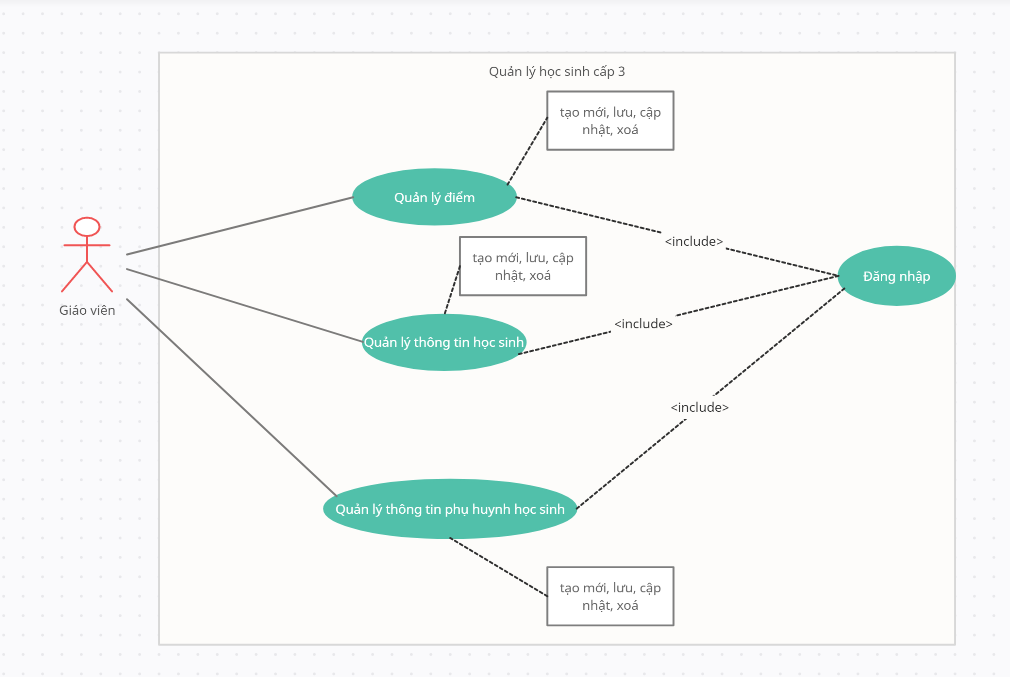 Quản lý học sinh cấp 3
tạo mới, lưu, cập
nhật, xoá
Quản lý điểm
<include>
tạo mới, lưu, cập
nhật, xoá
Đăng nhập
Giáo viên
<include>
Quản lý thông tin học sinh
<include>
Quản lý thông tin phụ huynh học sinh
tạo mới, lưu, cập
nhật, xoá